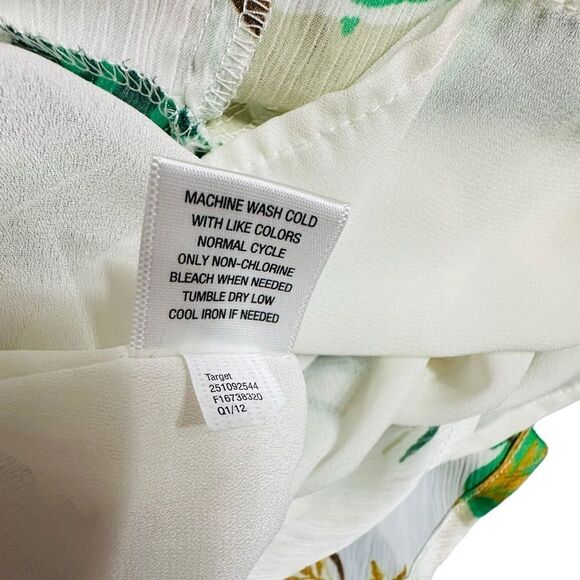 MACHINE WASH COLD
WITH LIKE COLORS
NORMAL CYCLE
ONLY NON-CHLORINE
BLEACH WHEN NEEDED
TUMBLE DRY LOW
COOL IRON IF NEEDED
Target
251092544
F16738320
Q1/12